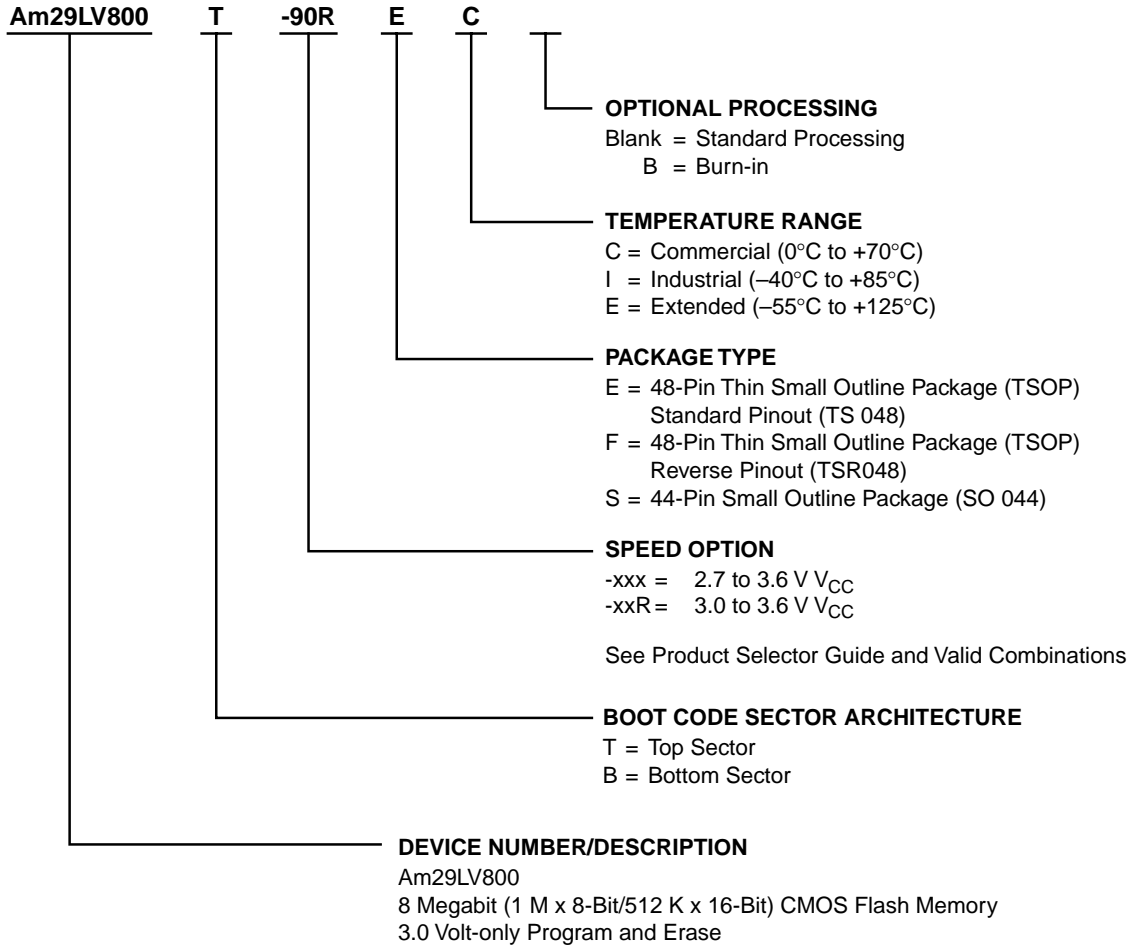 Am29LV800 T -90R E C
OPTIONAL PROCESSING
Blank = Standard Processing
B = Burn-in
TEMPERATURE RANGE
C = Commercial (0°C to +70°C)
I = Industrial (–40°C to +85°C)
E = Extended (–55°C to +125°C)
PACKAGE TYPE
E = 48-Pin Thin Small Outline Package (TSOP)
Standard Pinout (TS 048)
F = 48-Pin Thin Small Outline Package (TSOP)
Reverse Pinout (TSR048)
S = 44-Pin Small Outline Package (SO 044)
SPEED OPTION
-xxx = 2.7 to 3.6 V VCC
-xxR = 3.0 to 3.6 V VCC
See Product Selector Guide and Valid Combinations
BOOT CODE SECTOR ARCHITECTURE
T = Top Sector
B = Bottom Sector
DEVICE NUMBER/DESCRIPTION
Am29LV800
8 Megabit (1 M x 8-Bit/512 K x 16-Bit) CMOS Flash Memory
3.0 Volt-only Program and Erase